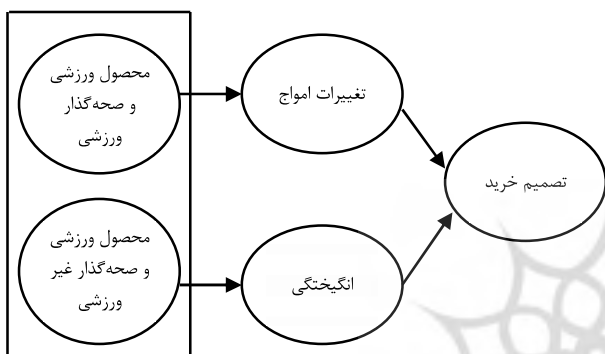 محصول ورزشی
و صحه‌گذار
ورزشی
تغییرات امواج
تصمیم خرید
محصول ورزشی
و صحه‌گذار غیر
ورزشی
انگیختگی